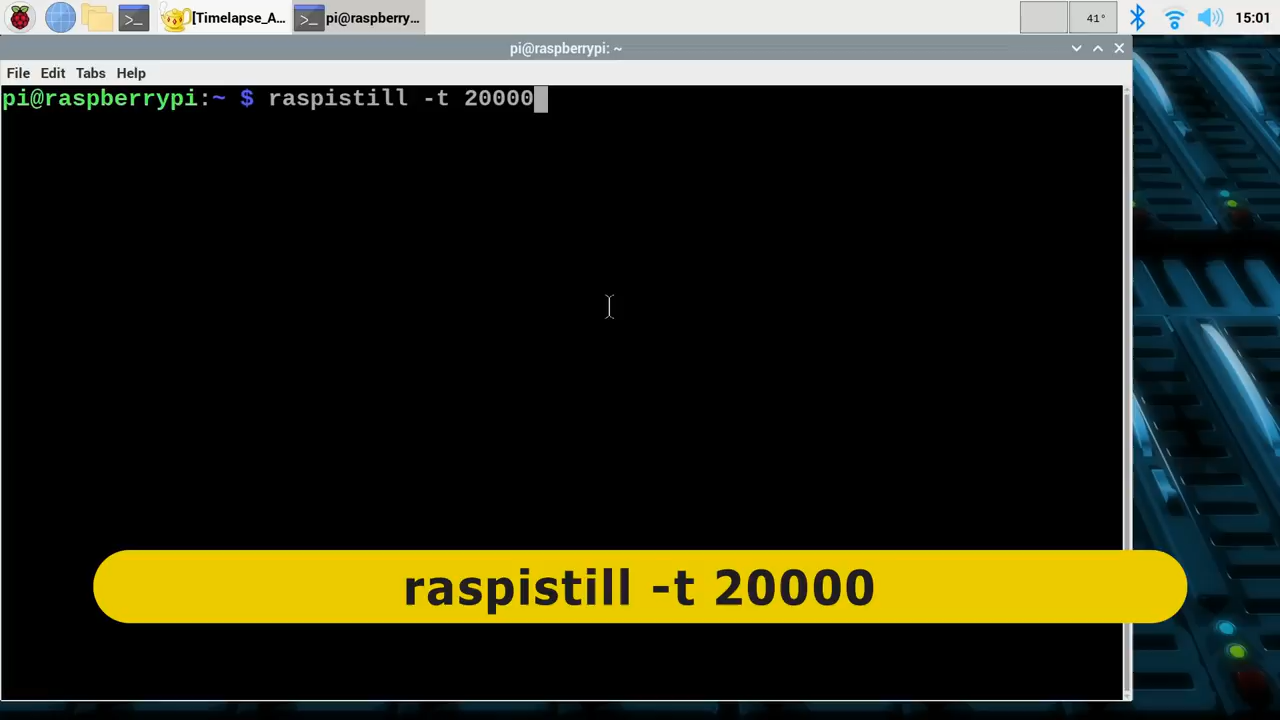 [Timelapse_A... pi@raspberry... 41° 15:01
pi@raspberrypi: ~
File Edit Tabs Help
pi@raspberrypi:~ $ raspistill -t 20000
raspistill -t 20000